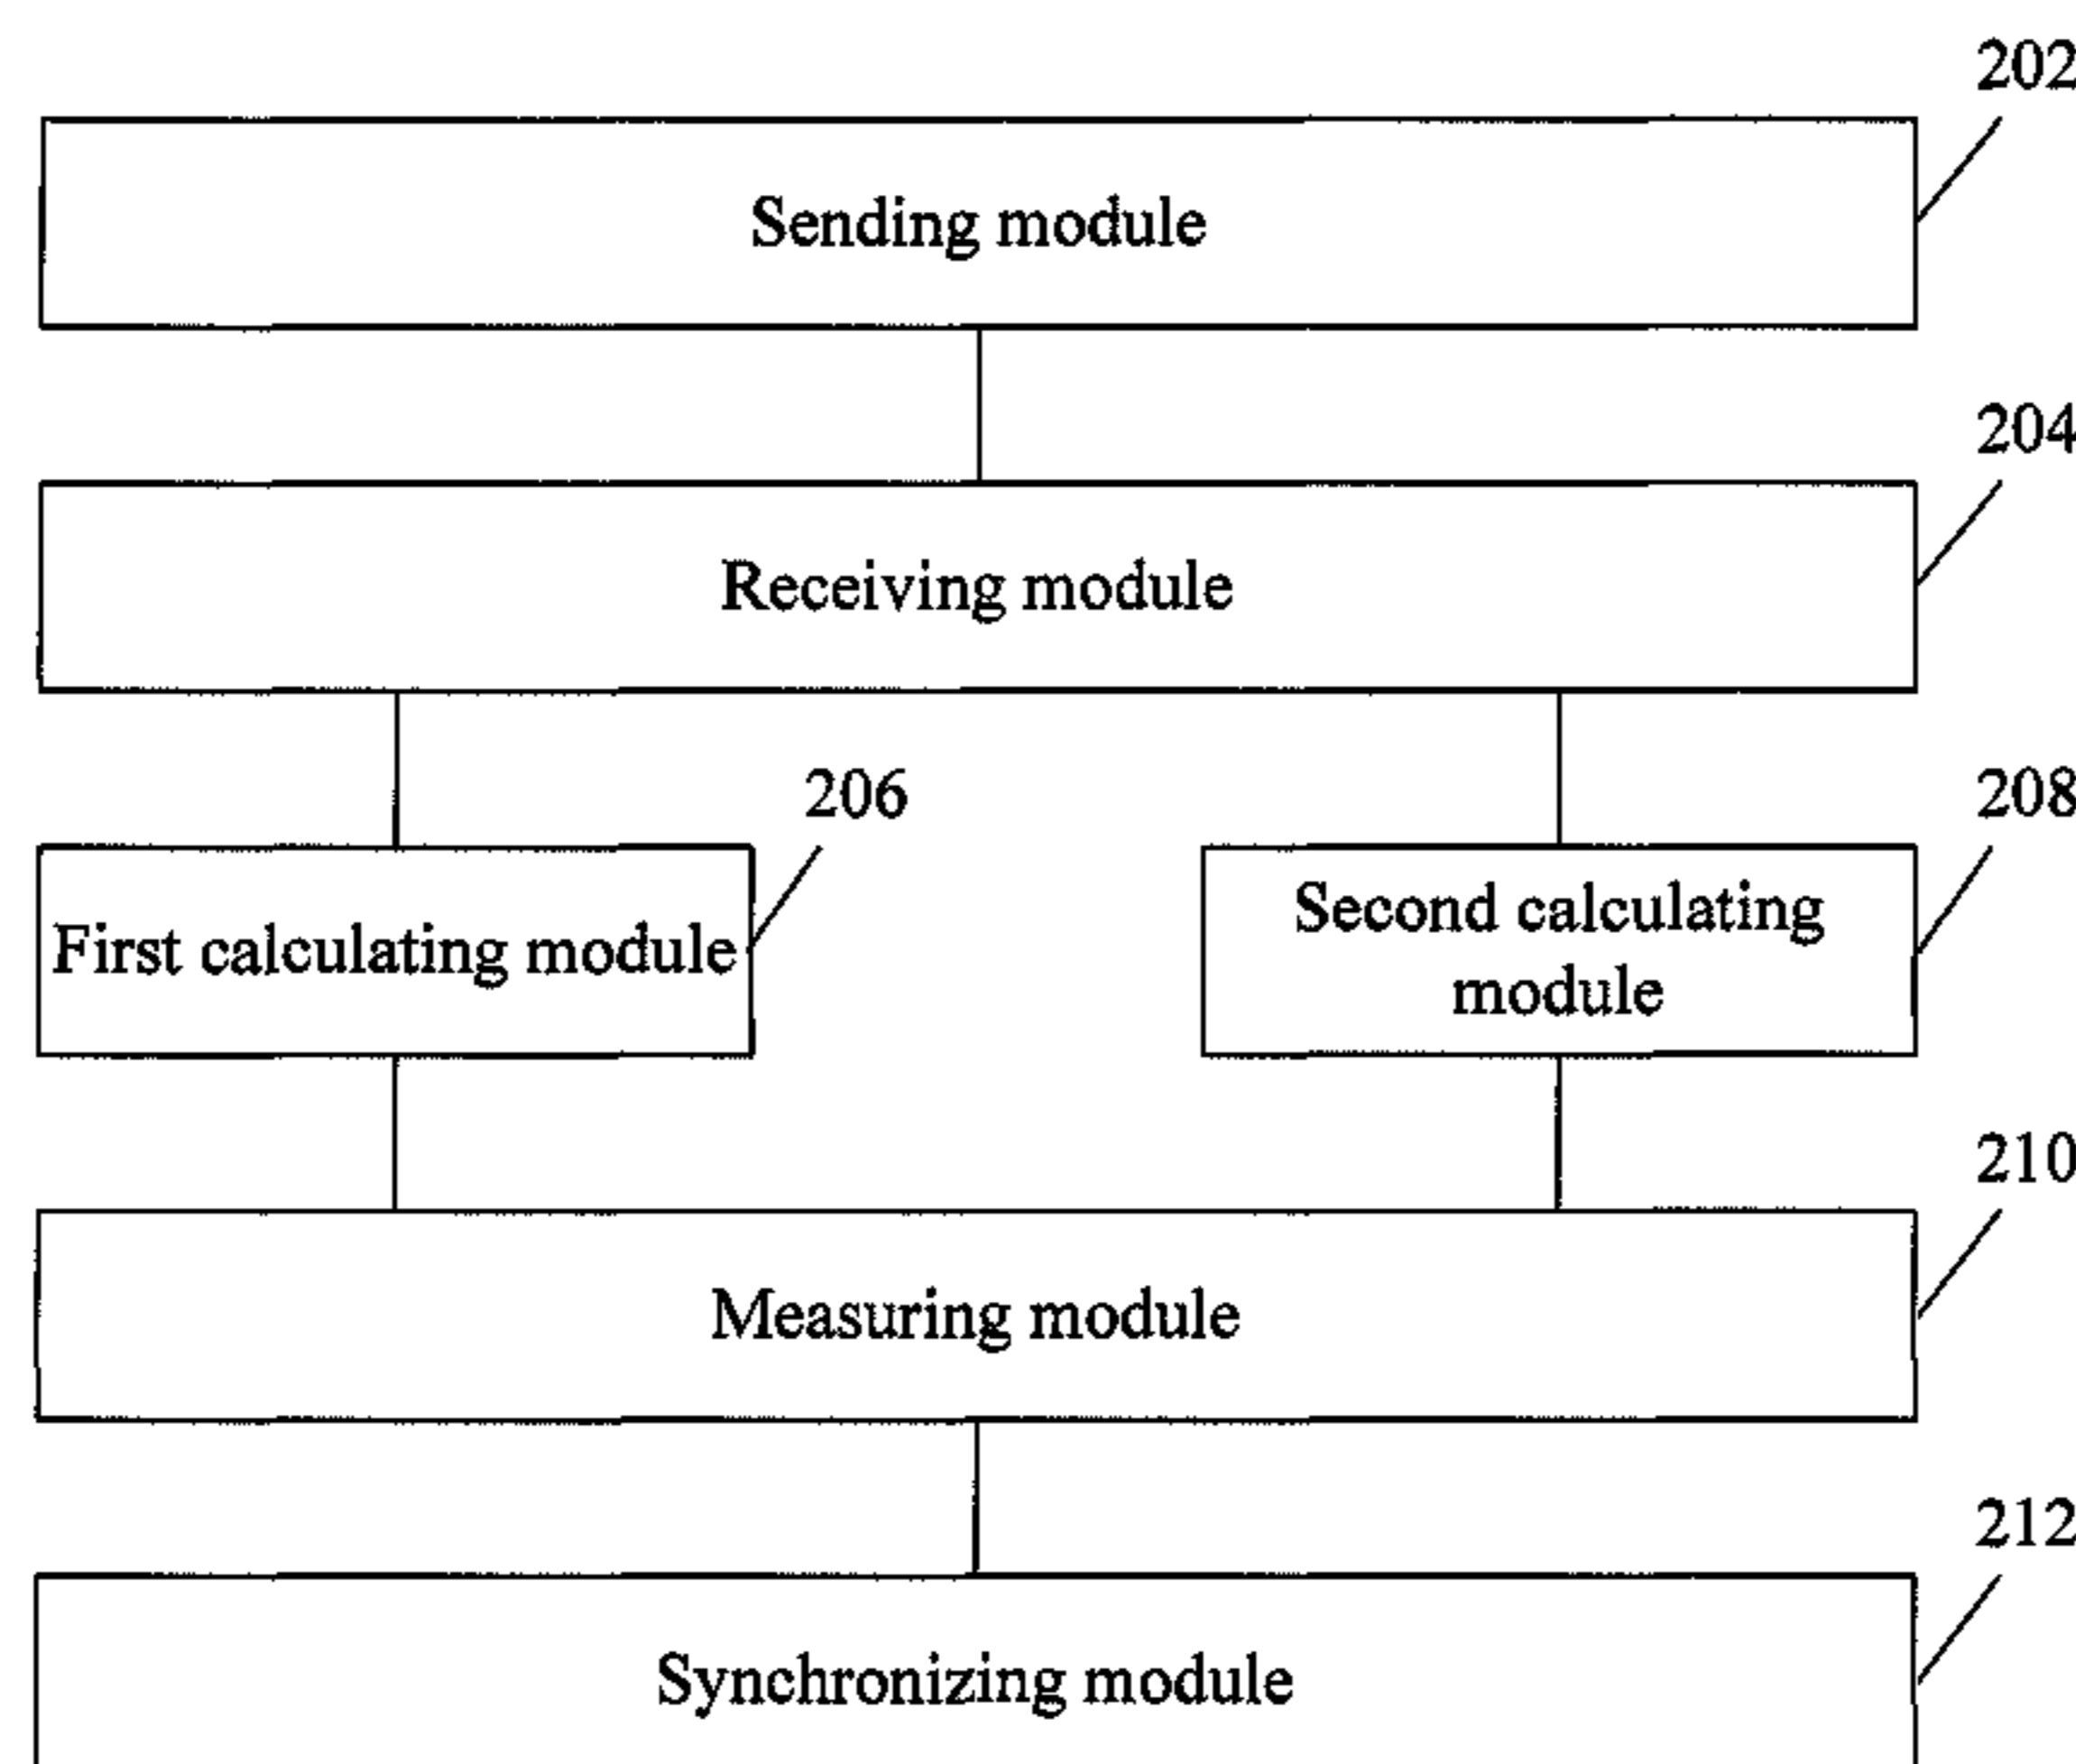 202
Sending module
204
Receiving module
206
208
First calculating module
Second calculating
module
210
Measuring module
212
Synchronizing module